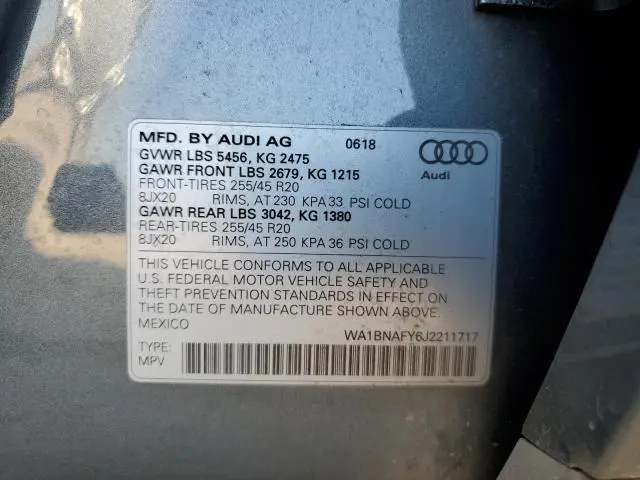 MFD. BY AUDI AG 0618
GVWR LBS 5456, KG 2475
GAWR FRONT LBS 2679, KG 1215
FRONT-TIRES 255/45 R20
8JX20 RIMS, AT 230 KPA 33 PSI COLD
GAWR REAR LBS 3042, KG 1380
REAR-TIRES 255/45 R20
8JX20 RIMS, AT 250 KPA 36 PSI COLD
Audi
THIS VEHICLE CONFORMS TO ALL APPLICABLE
U.S. FEDERAL MOTOR VEHICLE SAFETY AND
THEFT PREVENTION STANDARDS IN EFFECT ON
THE DATE OF MANUFACTURE SHOWN ABOVE.
MEXICO WA1BNAFY6J2211717
TYPE:
MPV